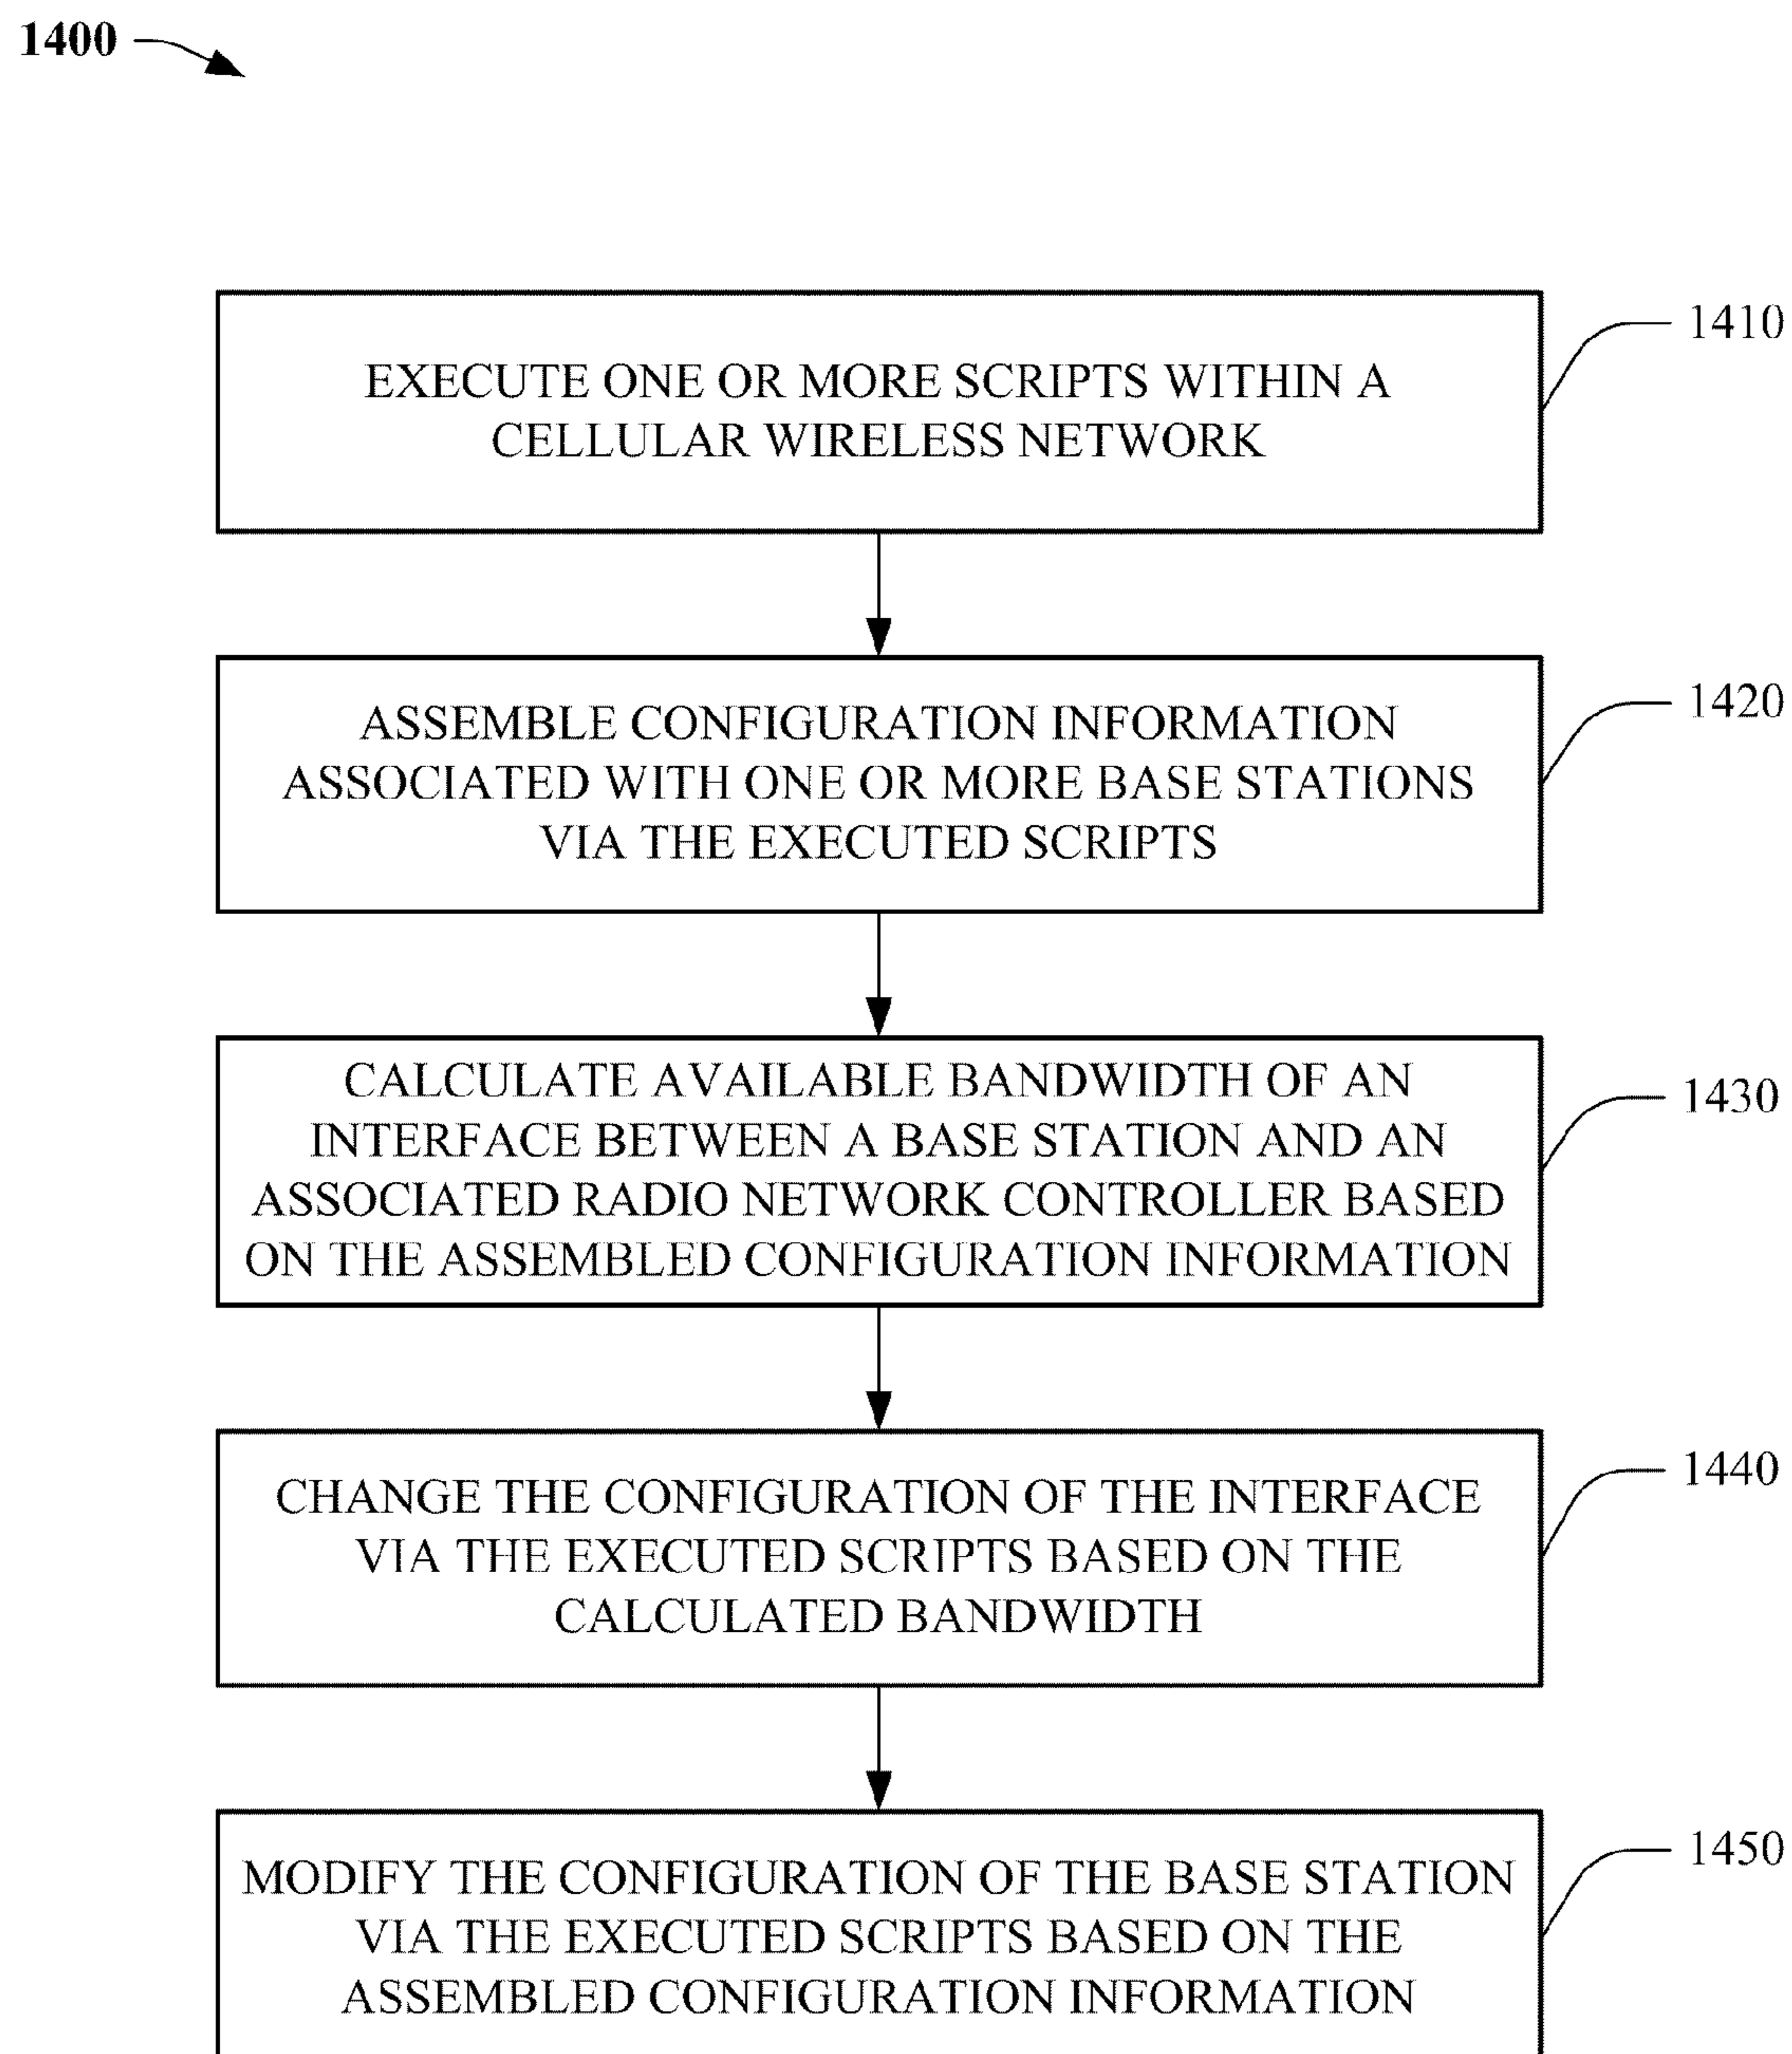 1400
EXECUTE ONE OR MORE SCRIPTS WITHIN A
CELLULAR WIRELESS NETWORK
1410
ASSEMBLE CONFIGURATION INFORMATION
ASSOCIATED WITH ONE OR MORE BASE STATIONS
VIA THE EXECUTED SCRIPTS
1420
CALCULATE AVAILABLE BANDWIDTH OF AN
INTERFACE BETWEEN A BASE STATION AND AN
ASSOCIATED RADIO NETWORK CONTROLLER BASED
ON THE ASSEMBLED CONFIGURATION INFORMATION
1430
CHANGE THE CONFIGURATION OF THE INTERFACE
VIA THE EXECUTED SCRIPTS BASED ON THE
CALCULATED BANDWIDTH
1440
MODIFY THE CONFIGURATION OF THE BASE STATION
VIA THE EXECUTED SCRIPTS BASED ON THE
ASSEMBLED CONFIGURATION INFORMATION
1450